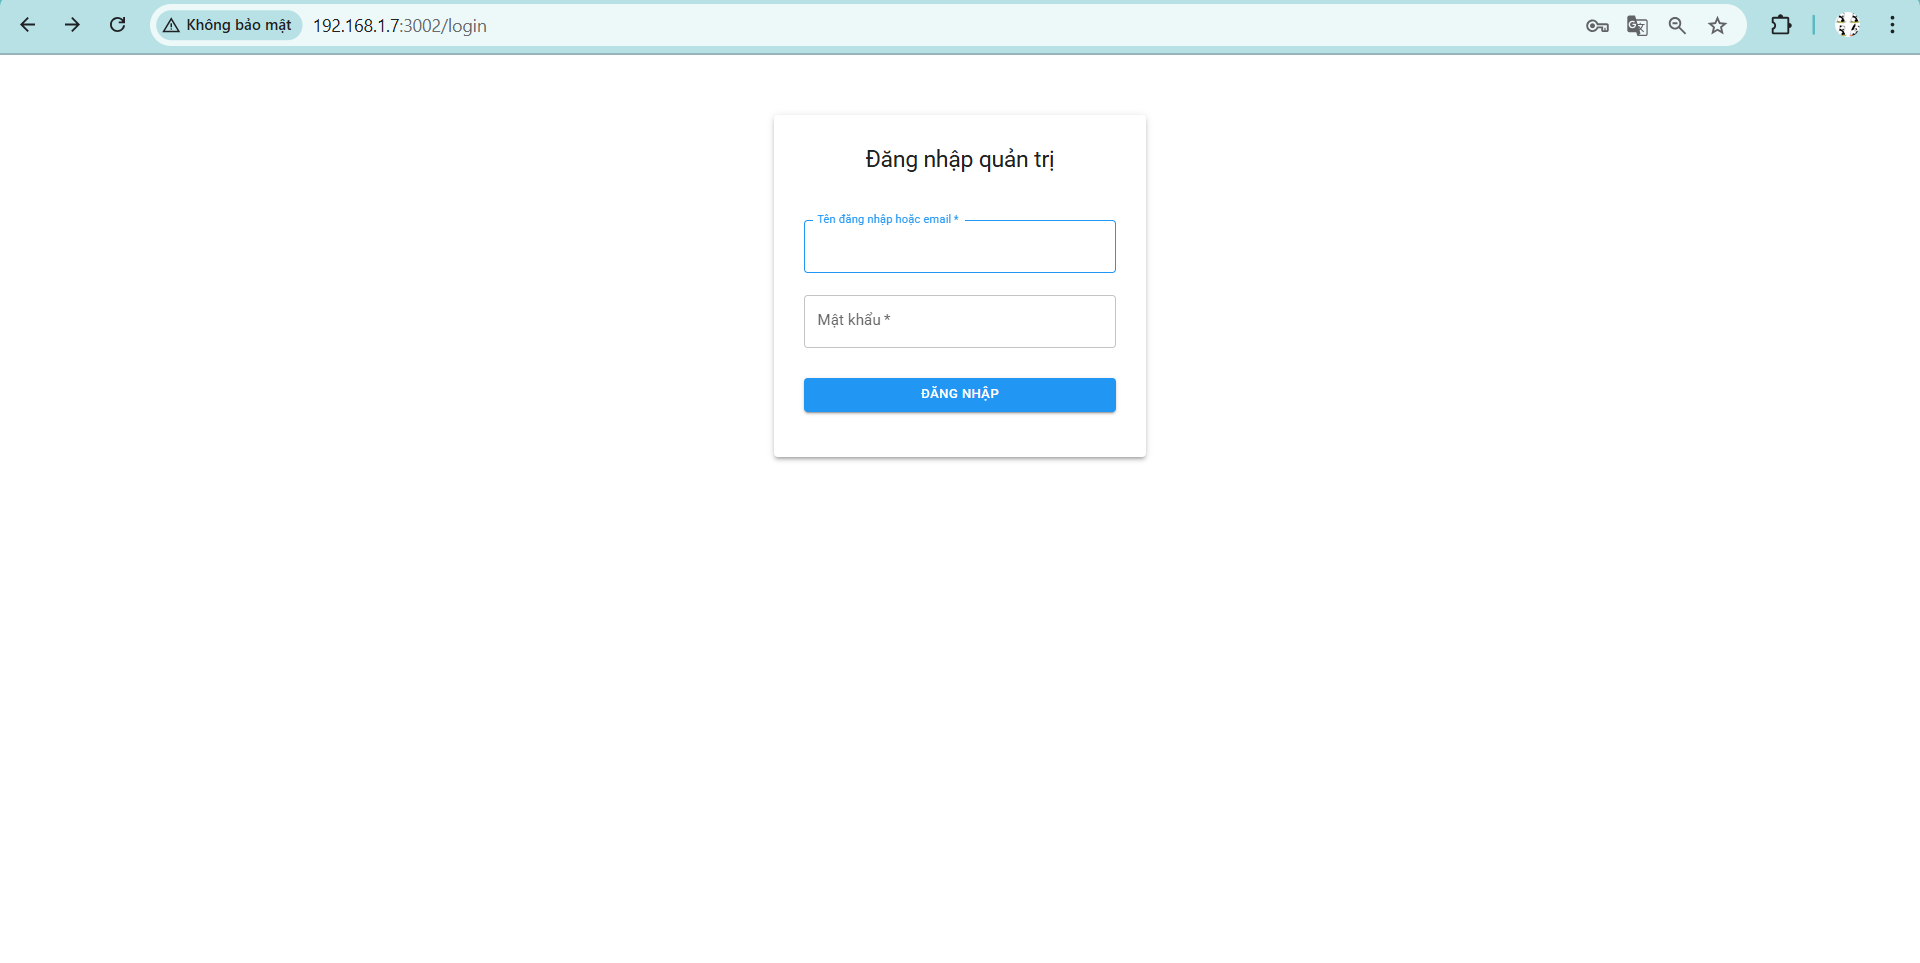 Không bảo mật 192.168.1.7:3002/login
Đăng nhập quản trị
Tên đăng nhập hoặc email *
Mật khẩu *
ĐĂNG NHẬP